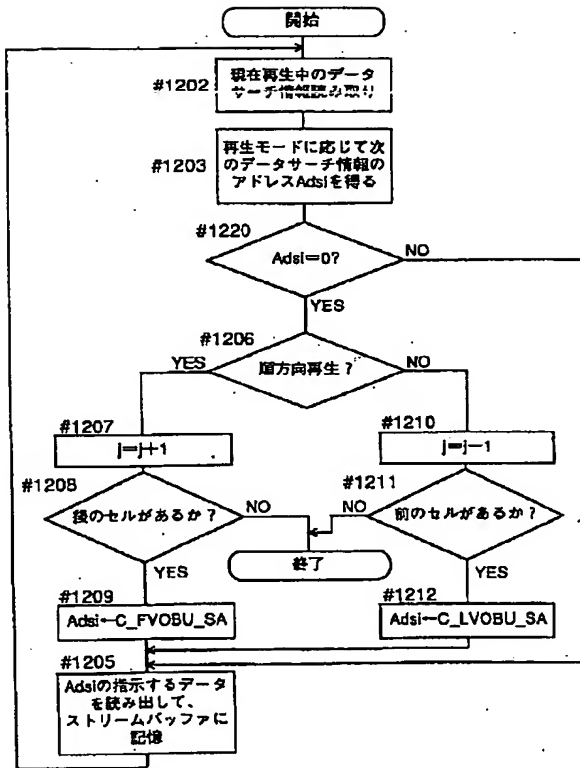 開始
#1202
現在再生中のデータ
サーチ情報読み取り
#1203
再生モードに応じて次
のデータサーチ情報の
アドレスAdsiを得る
#1220
Adsi=0?
NO
YES
#1206
YES
順方向再生？
NO
#1207
j=j+1
#1210
j=j-1
#1208
後のセルがあるか？
NO
YES
#1211
NO
前のセルがあるか？
YES
終了
#1209
Adsi←C_FVOBU_SA
#1212
Adsi←C_LVOBU_SA
#1205
Adsiの指示するデータ
を読み出して、
ストリームバッファに
記憶